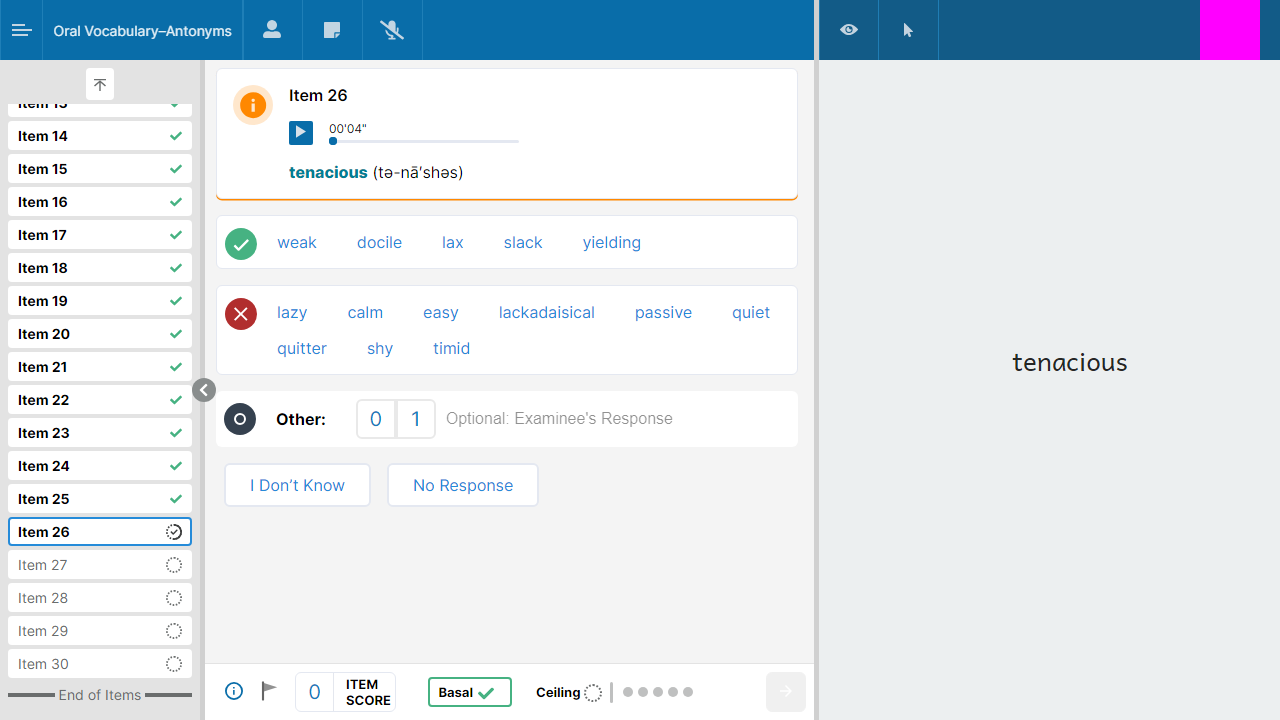 Oral Vocabulary–Antonyms
Item 13
Item 14
Item 15
Item 16
Item 17
Item 18
Item 19
Item 20
Item 21
Item 22
Item 23
Item 24
Item 25
Item 26
Item 27
Item 28
Item 29
Item 30
End of Items
Item 26
00'04"
tenacious (tə-nā′shəs)
weak docile lax slack yielding
lazy calm easy lackadaisical passive quiet
quitter shy timid
Other: 0 1 Optional: Examinee's Response
I Don’t Know No Response
0 ITEM
SCORE
Basal
Ceiling
tenacious